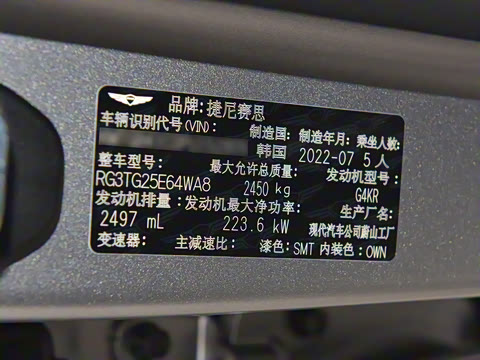 品牌:捷尼赛思
车辆识别代号(VIN): 制造国: 制造年月: 乘坐人数:
韩国 2022-07 5人
整车型号: 最大允许总质量: 发动机型号:
RG3TG25E64WA8 2450 kg G4KR
发动机排量: 发动机最大净功率: 生产厂名:
2497 mL 223.6 kW 现代汽车公司蔚山工厂
变速器: 主减速比: 漆色: SMT 内装色: OWN